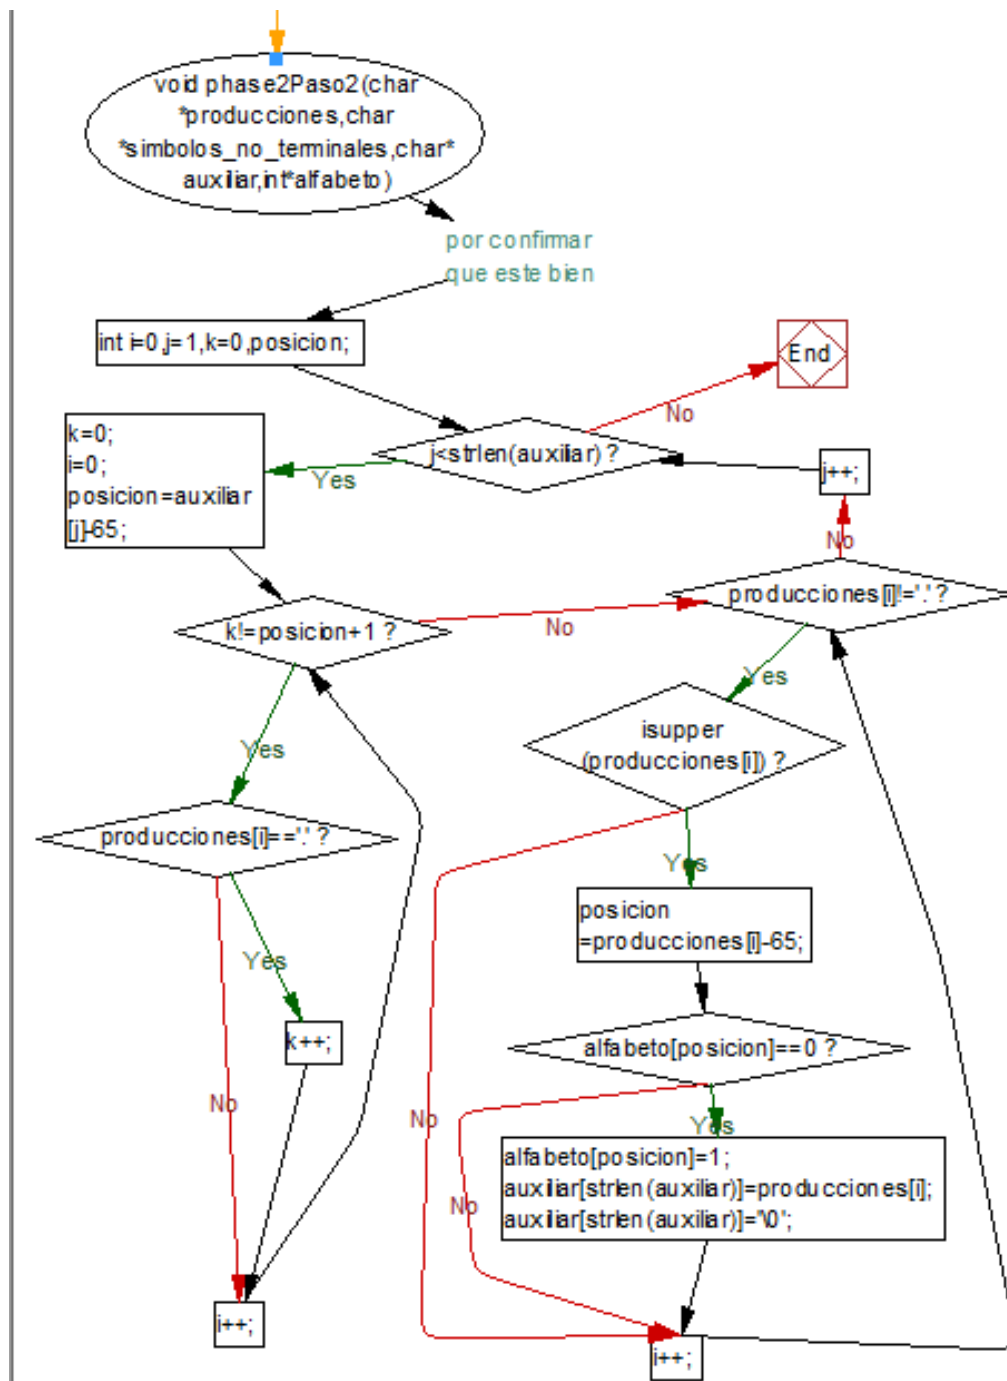 void phase2Paso2(char
*producciones,char
*simbolos_no_terminales,char*
auxiliar,int*alfabeto)
por confirmar
que este bien
int i=0,j=1,k=0,posicion;
End
No
j<strlen(auxiliar) ?
Yes
k=0;
i=0;
posicion=auxiliar
[j]-65;
j++;
No
producciones[i]!='.' ?
k!=posicion+1 ?
No
Yes
isupper
(producciones[i]) ?
Yes
producciones[i]=='.' ?
Yes
posicion
=producciones[i]-65;
Yes
k++;
alfabeto[posicion]==0 ?
No
No
Yes
alfabeto[posicion]=1;
auxiliar[strlen(auxiliar)]=producciones[i];
auxiliar[strlen(auxiliar)]='\0';
No
i++;
i++;